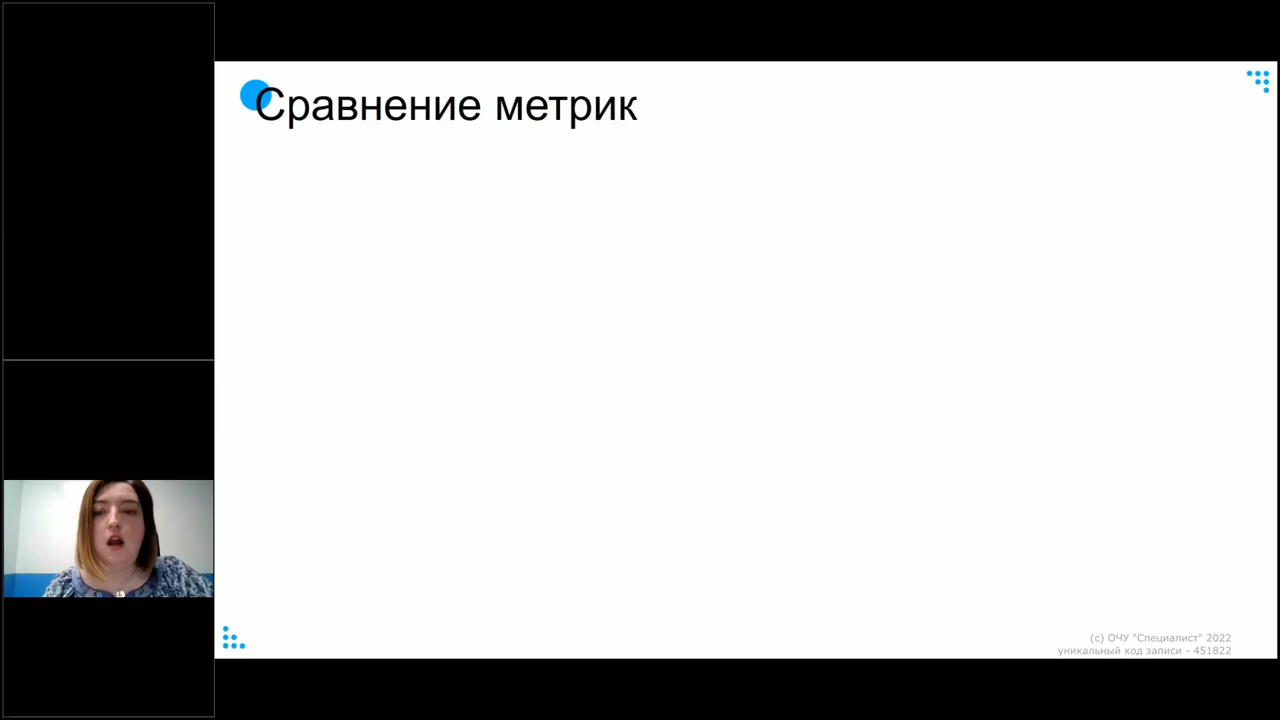 Сравнение метрик
(с) ОЧУ "Специалист" 2022
уникальный код записи - 451822